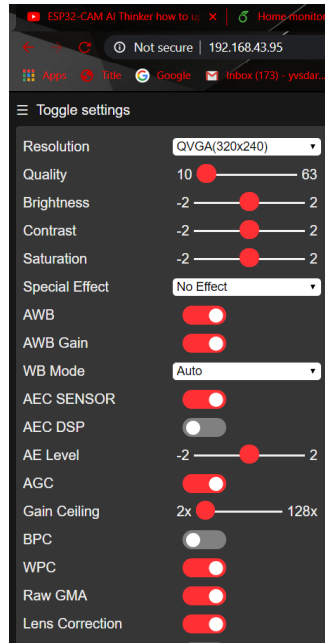 ESP32-CAM AI Thinker how to u
Home monitor
Not secure | 192.168.43.95
Apps Title Google Inbox (173) - yvsdar...
Toggle settings
Resolution QVGA(320x240)
Quality 10 63
Brightness -2 2
Contrast -2 2
Saturation -2 2
Special Effect No Effect
AWB
AWB Gain
WB Mode Auto
AEC SENSOR
AEC DSP
AE Level -2 2
AGC
Gain Ceiling 2x 128x
BPC
WPC
Raw GMA
Lens Correction